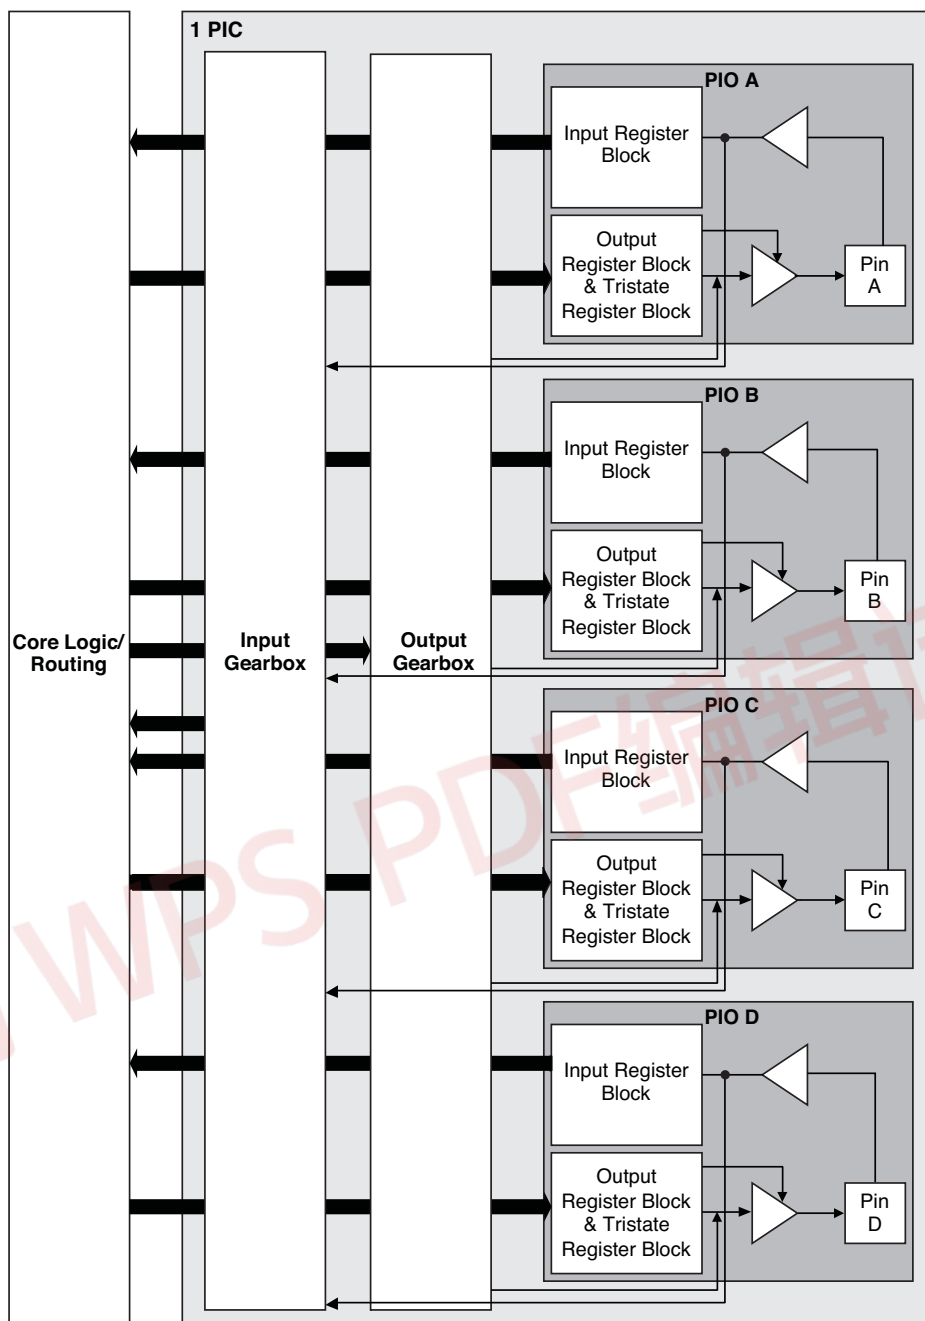 1 PIC
PIO A
Input Register
Block
Output
Register Block
& Tristate
Register Block
Pin
A
PIO B
Input Register
Block
Output
Register Block
& Tristate
Register Block
Pin
B
Core Logic/
Routing
Input
Gearbox
Output
Gearbox
PIO C
Input Register
Block
Output
Register Block
& Tristate
Register Block
Pin
C
PIO D
Input Register
Block
Output
Register Block
& Tristate
Register Block
Pin
D
WPS PDF编辑